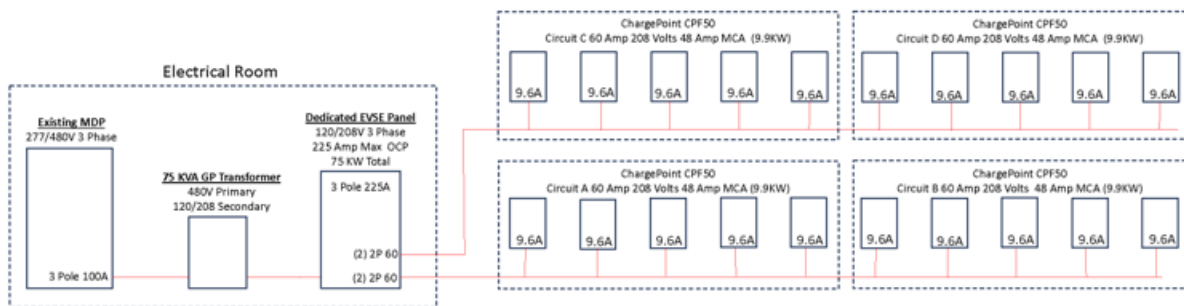 ChargePoint CPF50
Circuit C 60 Amp 208 Volts 48 Amp MCA (9.9KW)
9.6A
9.6A
9.6A
9.6A
9.6A
ChargePoint CPF50
Circuit D 60 Amp 208 Volts 48 Amp MCA (9.9KW)
9.6A
9.6A
9.6A
9.6A
9.6A
Electrical Room
Existing MDP
277/480V 3 Phase
3 Pole 100A
75 KVA GP Transformer
480V Primary
120/208 Secondary
Dedicated EVSE Panel
120/208V 3 Phase
225 Amp Max OCP
75 KW Total
3 Pole 225A
(2) 2P 60
(2) 2P 60
ChargePoint CPF50
Circuit A 60 Amp 208 Volts 48 Amp MCA (9.9KW)
9.6A
9.6A
9.6A
9.6A
9.6A
ChargePoint CPF50
Circuit B 60 Amp 208 Volts 48 Amp MCA (9.9KW)
9.6A
9.6A
9.6A
9.6A
9.6A